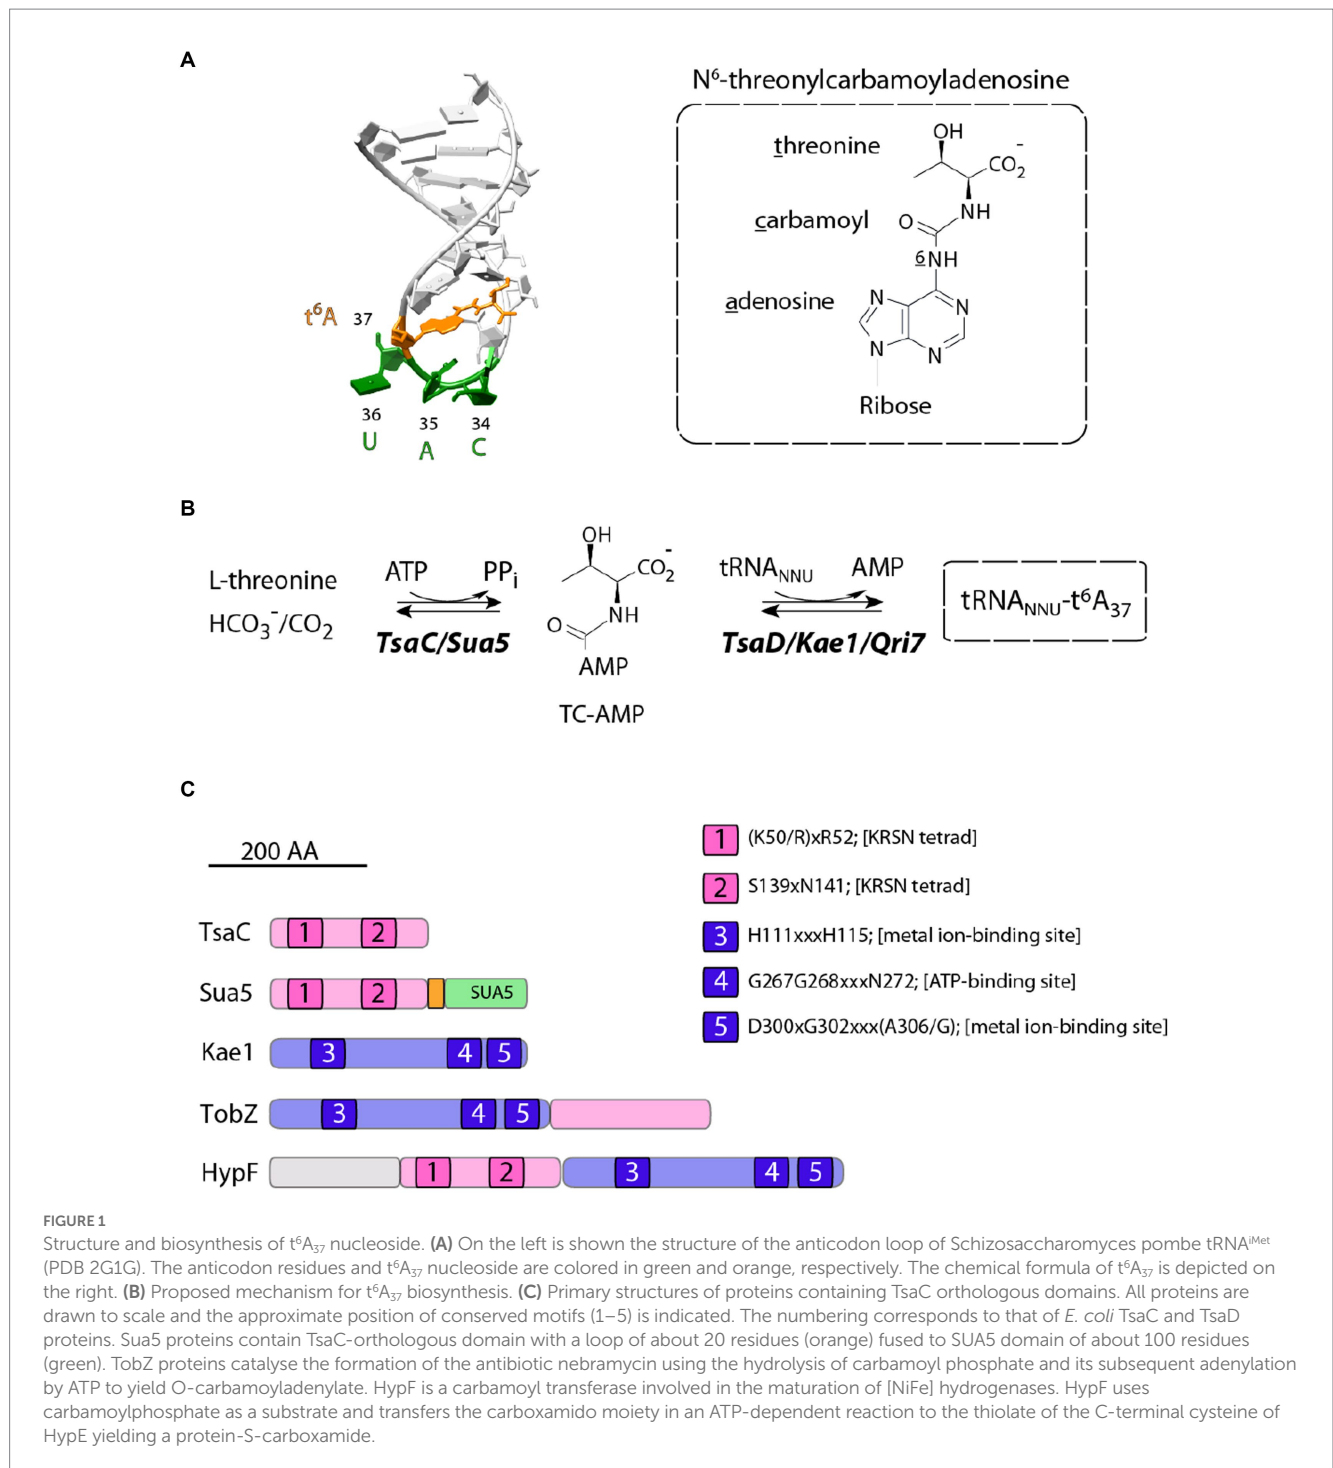 A
N⁶-threonylcarbamoyladenosine
threonine
OH
CO₂⁻
NH
carbamoyl
O
6NH
adenosine
N
N
N
N
Ribose
t⁶A 37
36
35
34
U
A
C
B
L-threonine
HCO₃⁻/CO₂
ATP
PPᵢ
TsaC/Sua5
OH
CO₂⁻
NH
O
AMP
TC-AMP
tRNA_NNU
AMP
TsaD/Kae1/Qri7
tRNA_NNU-t⁶A₃₇
C
200 AA
1 (K50/R)xR52; [KRSN tetrad]
2 S139xN141; [KRSN tetrad]
3 H111xxxH115; [metal ion-binding site]
4 G267G268xxxN272; [ATP-binding site]
5 D300xG302xxx(A306/G); [metal ion-binding site]
TsaC 1 2
Sua5 1 2 SUA5
Kae1 3 4 5
TobZ 3 4 5
HypF 1 2 3 4 5
FIGURE 1
Structure and biosynthesis of t⁶A₃₇ nucleoside. (A) On the left is shown the structure of the anticodon loop of Schizosaccharomyces pombe tRNAⁱᴹᵉᵗ
(PDB 2G1G). The anticodon residues and t⁶A₃₇ nucleoside are colored in green and orange, respectively. The chemical formula of t⁶A₃₇ is depicted on
the right. (B) Proposed mechanism for t⁶A₃₇ biosynthesis. (C) Primary structures of proteins containing TsaC orthologous domains. All proteins are
drawn to scale and the approximate position of conserved motifs (1–5) is indicated. The numbering corresponds to that of E. coli TsaC and TsaD
proteins. Sua5 proteins contain TsaC-orthologous domain with a loop of about 20 residues (orange) fused to SUA5 domain of about 100 residues
(green). TobZ proteins catalyse the formation of the antibiotic nebramycin using the hydrolysis of carbamoyl phosphate and its subsequent adenylation
by ATP to yield O-carbamoyladenylate. HypF is a carbamoyl transferase involved in the maturation of [NiFe] hydrogenases. HypF uses
carbamoylphosphate as a substrate and transfers the carboxamido moiety in an ATP-dependent reaction to the thiolate of the C-terminal cysteine of
HypE yielding a protein-S-carboxamide.